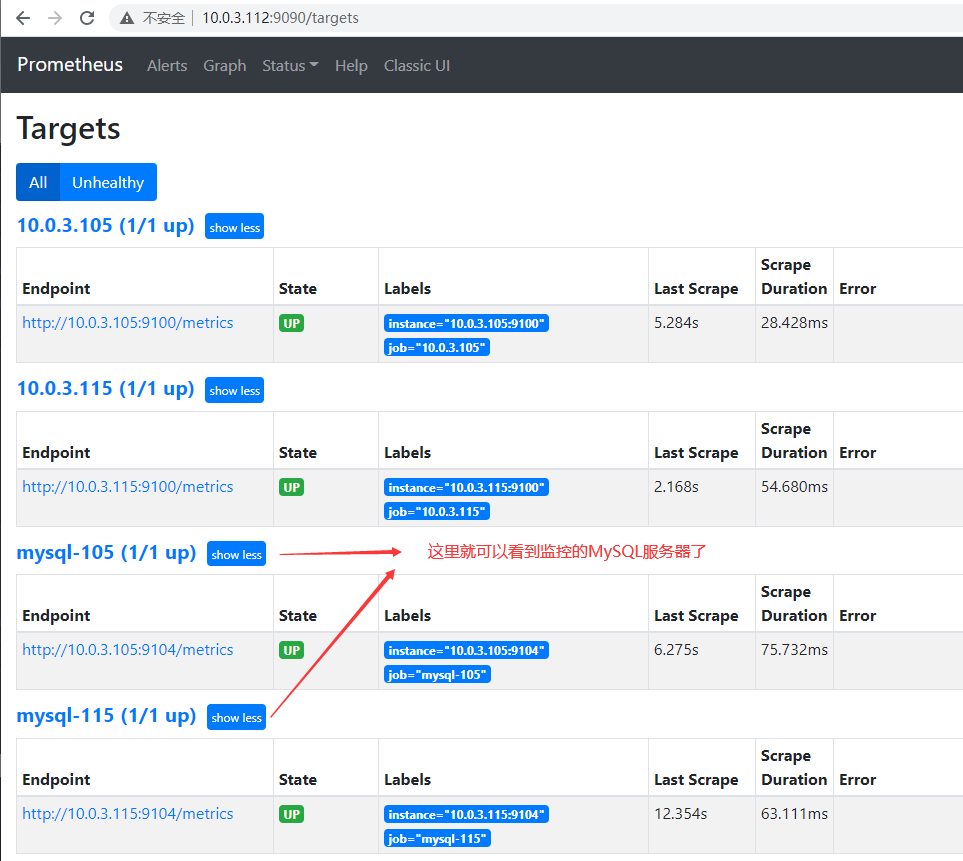 不安全 | 10.0.3.112:9090/targets
Prometheus Alerts Graph Status Help Classic UI
Targets
All Unhealthy
10.0.3.105 (1/1 up) show less
Endpoint State Labels Last Scrape Scrape Duration Error
http://10.0.3.105:9100/metrics UP instance="10.0.3.105:9100" 5.284s 28.428ms
job="10.0.3.105"
10.0.3.115 (1/1 up) show less
Endpoint State Labels Last Scrape Scrape Duration Error
http://10.0.3.115:9100/metrics UP instance="10.0.3.115:9100" 2.168s 54.680ms
job="10.0.3.115"
mysql-105 (1/1 up) show less 这里就可以看到监控的MySQL服务器了
Endpoint State Labels Last Scrape Scrape Duration Error
http://10.0.3.105:9104/metrics UP instance="10.0.3.105:9104" 6.275s 75.732ms
job="mysql-105"
mysql-115 (1/1 up) show less
Endpoint State Labels Last Scrape Scrape Duration Error
http://10.0.3.115:9104/metrics UP instance="10.0.3.115:9104" 12.354s 63.111ms
job="mysql-115"